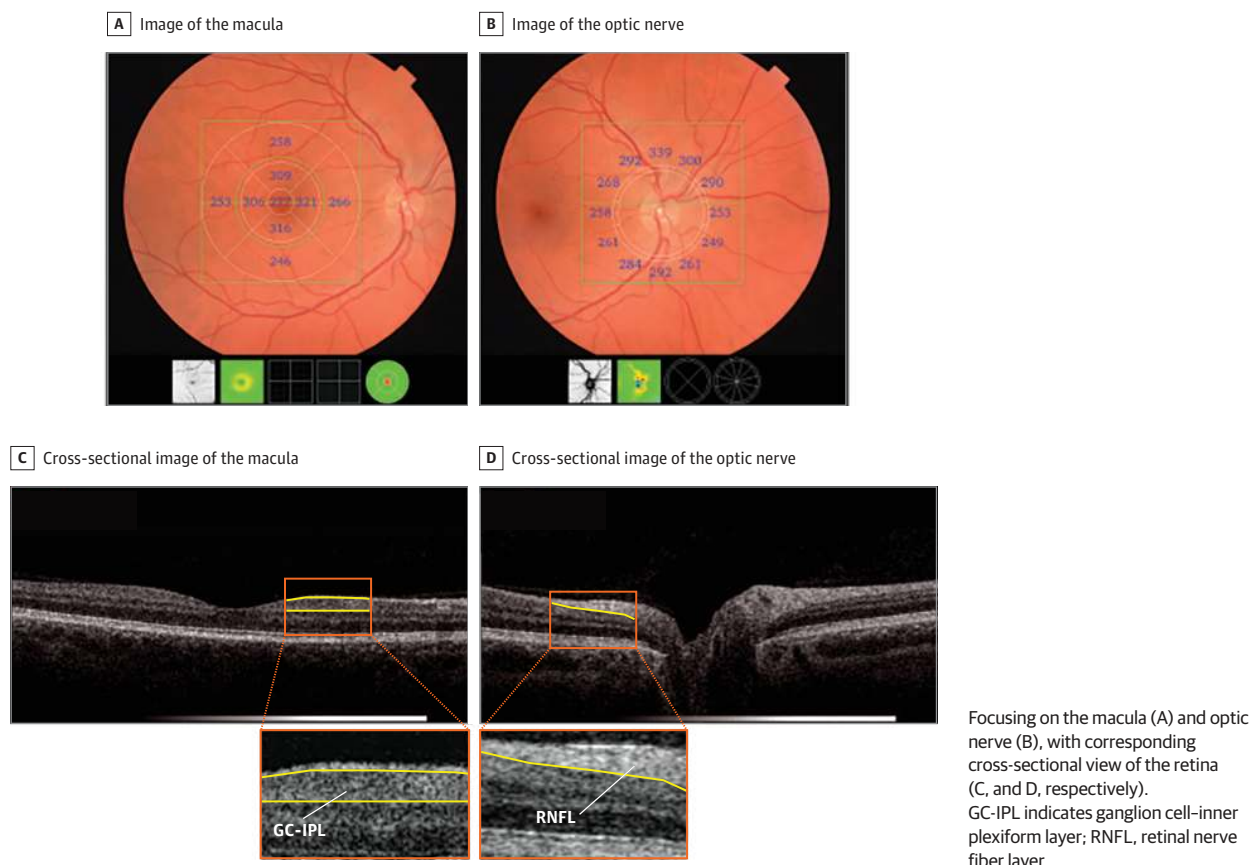 A Image of the macula
B Image of the optic nerve
258
309
253 306 277 321 266
316
246
339
292 300
268 290
258 253
261 249
284 261
292
C Cross-sectional image of the macula
D Cross-sectional image of the optic nerve
GC-IPL
RNFL
Focusing on the macula (A) and optic
nerve (B), with corresponding
cross-sectional view of the retina
(C, and D, respectively).
GC-IPL indicates ganglion cell–inner
plexiform layer; RNFL, retinal nerve
fiber layer